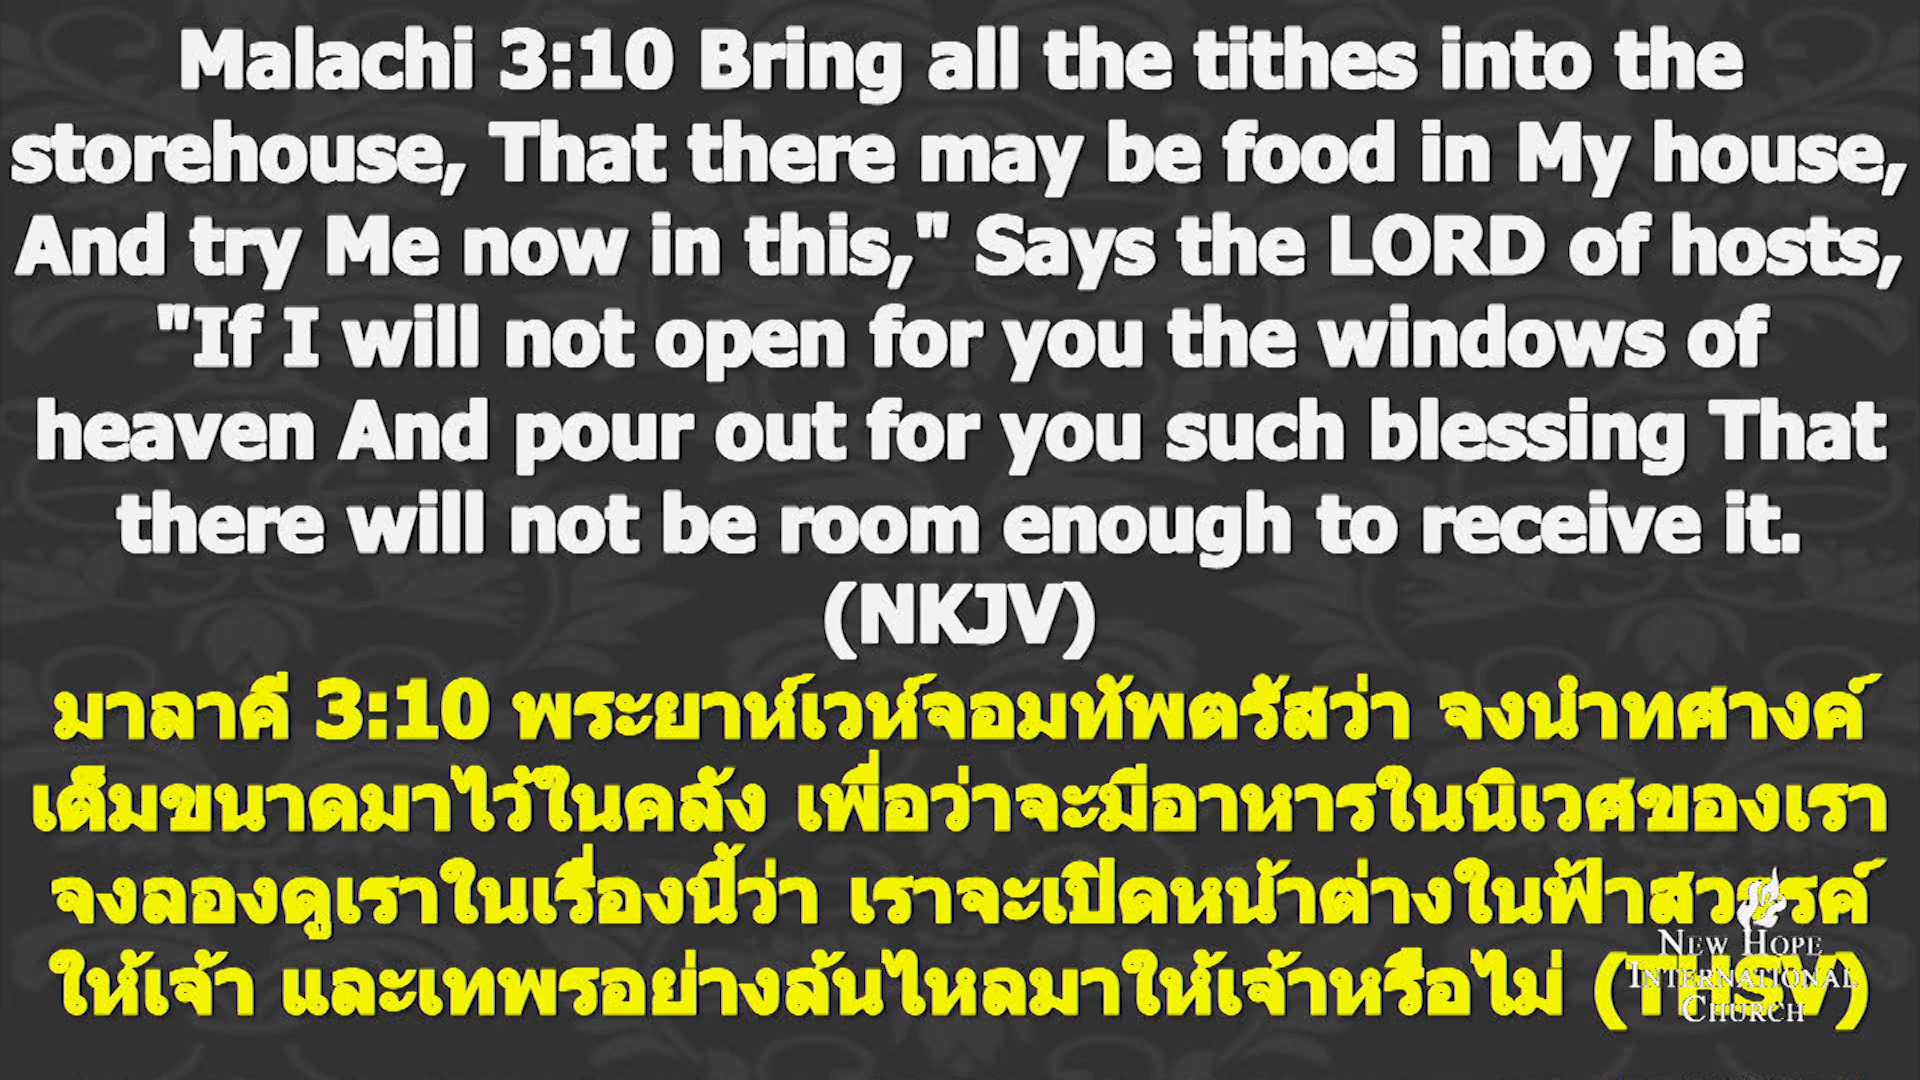 Malachi 3:10 Bring all the tithes into the
storehouse, That there may be food in My house,
And try Me now in this," Says the LORD of hosts,
"If I will not open for you the windows of
heaven And pour out for you such blessing That
there will not be room enough to receive it.
(NKJV)
มาลาคี 3:10 พระยาห์เวห์จอมทัพตรัสว่า จงนำทศางค์
เต็มขนาดมาไว้ในคลัง เพื่อว่าจะมีอาหารในนิเวศของเรา
จงลองดูเราในเรื่องนี้ว่า เราจะเปิดหน้าต่างในฟ้าสวรรค์
ให้เจ้า และเทพรอย่างล้นไหลมาให้เจ้าหรือไม่ (THSV)
NEW HOPE
INTERNATIONAL
CHURCH